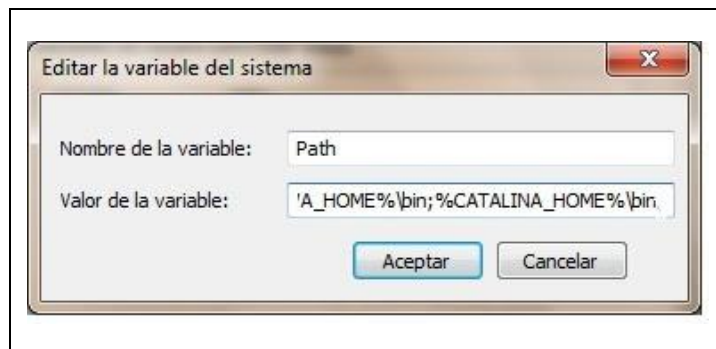 Editar la variable del sistema
Nombre de la variable: Path
Valor de la variable: 'A_HOME%\bin;%CATALINA_HOME%\bin
Aceptar Cancelar